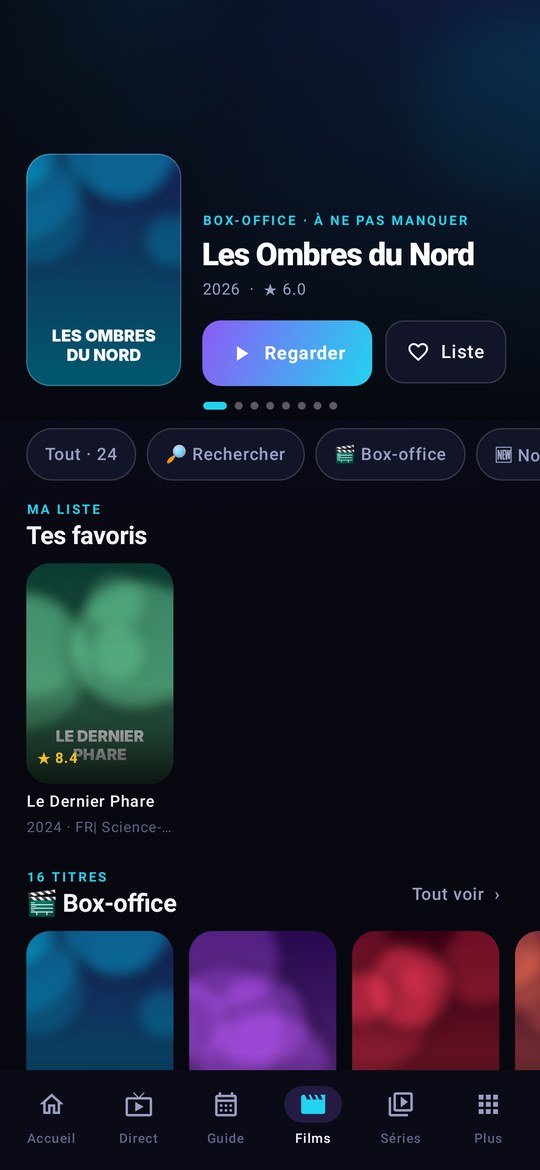 LES OMBRES
DU NORD
BOX-OFFICE · À NE PAS MANQUER
Les Ombres du Nord
2026 · ★ 6.0
Regarder
Liste
Tout · 24
🔎 Rechercher
🎬 Box-office
🆕 No
MA LISTE
Tes favoris
LE DERNIER
PHARE
★ 8.4
Le Dernier Phare
2024 · FR| Science-…
16 TITRES
🎬 Box-office
Tout voir ›
Accueil
Direct
Guide
Films
Séries
Plus